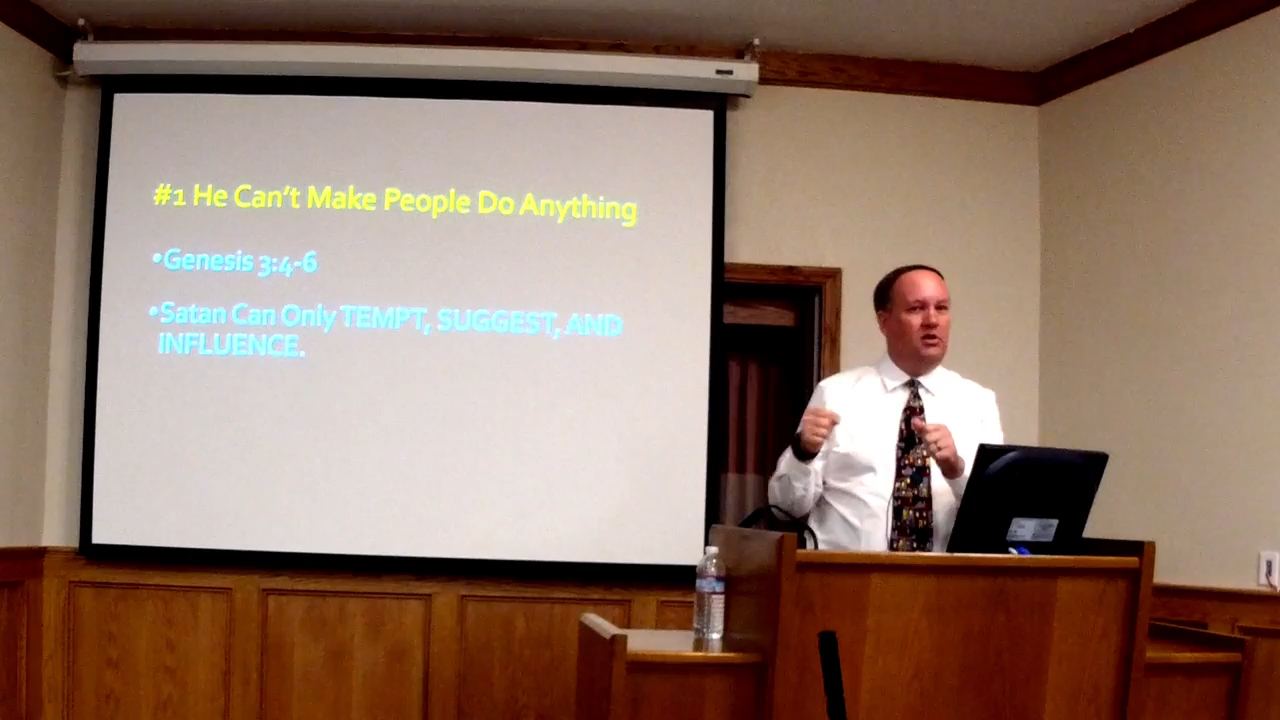 #1 He Can't Make People Do Anything
•Genesis 3:4-6
•Satan Can Only TEMPT, SUGGEST, AND
INFLUENCE.